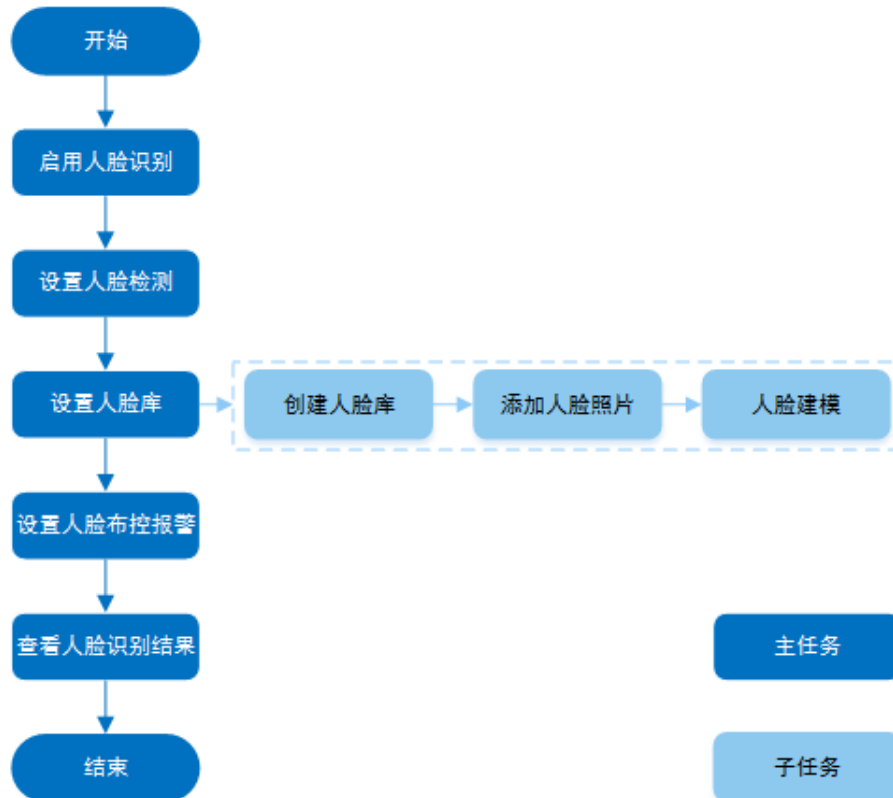 开始
启用人脸识别
设置人脸检测
设置人脸库
创建人脸库
添加人脸照片
人脸建模
设置人脸布控报警
查看人脸识别结果
主任务
结束
子任务